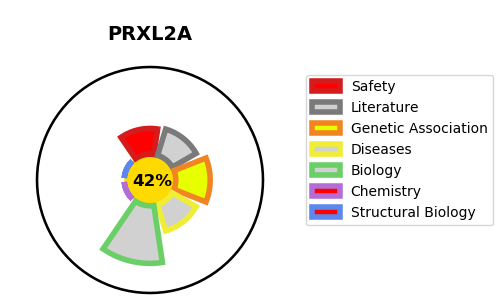 PRXL2A
42%
Safety
Literature
Genetic Association
Diseases
Biology
Chemistry
Structural Biology